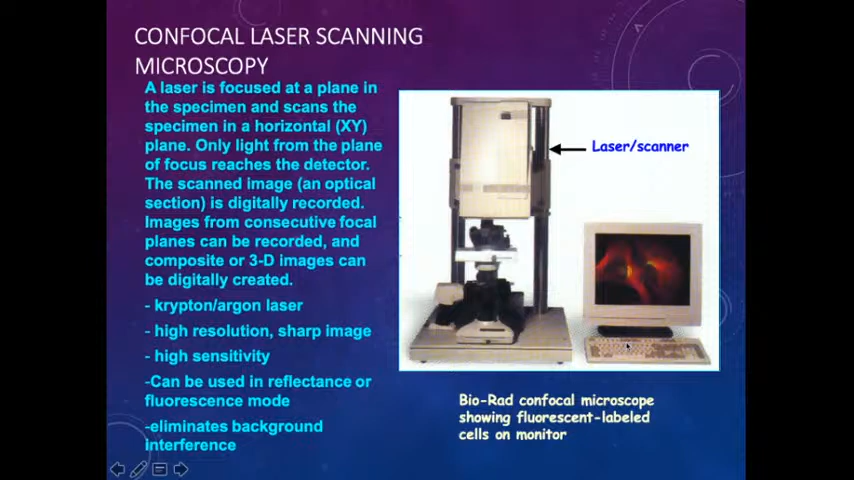 CONFOCAL LASER SCANNING
MICROSCOPY
A laser is focused at a plane in
the specimen and scans the
specimen in a horizontal (XY)
plane. Only light from the plane
of focus reaches the detector.
The scanned image (an optical
section) is digitally recorded.
Images from consecutive focal
planes can be recorded, and
composite or 3-D images can
be digitally created.
- krypton/argon laser
- high resolution, sharp image
- high sensitivity
-Can be used in reflectance or
fluorescence mode
-eliminates background
interference
Laser/scanner
Bio-Rad confocal microscope
showing fluorescent-labeled
cells on monitor